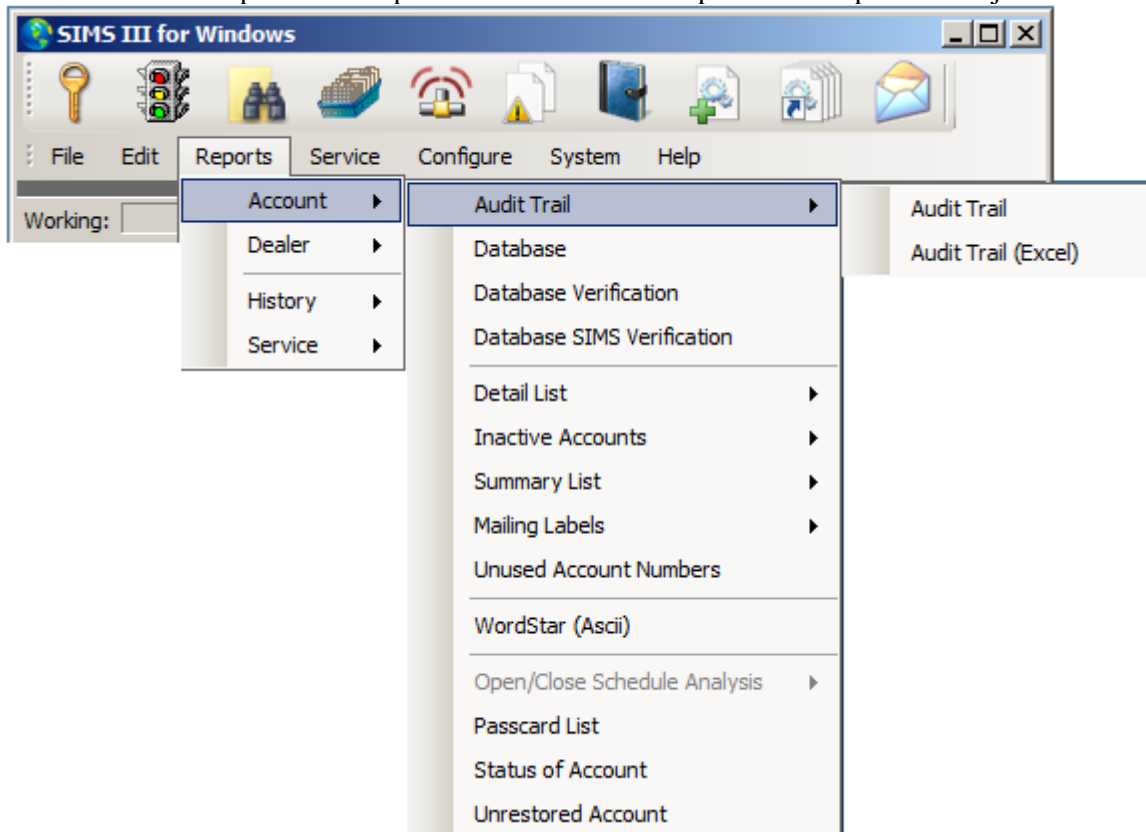 SIMS III for Windows
File Edit Reports Service Configure System Help
Working:
Account
Dealer
History
Service
Audit Trail
Database
Database Verification
Database SIMS Verification
Detail List
Inactive Accounts
Summary List
Mailing Labels
Unused Account Numbers
WordStar (Ascii)
Open/Close Schedule Analysis
Passcard List
Status of Account
Unrestored Account
Audit Trail
Audit Trail (Excel)